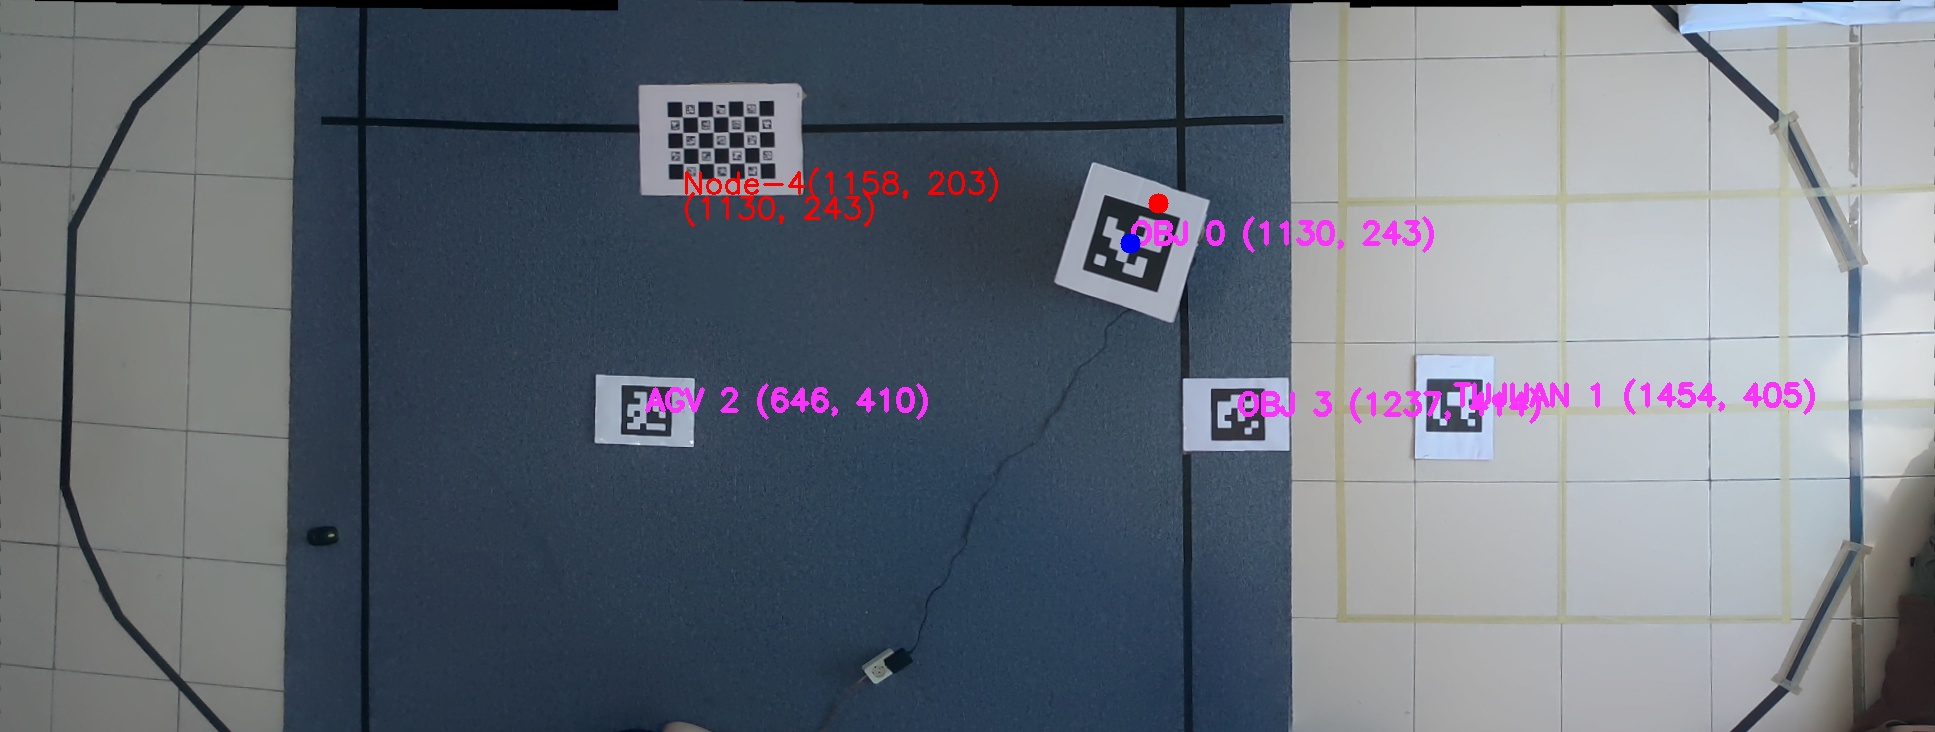 Node-4(1158, 203)
(1130, 243)
OBJ 0 (1130, 243)
AGV 2 (646, 410)
OBJ 3 (1237, 414)
TUJUAN 1 (1454, 405)